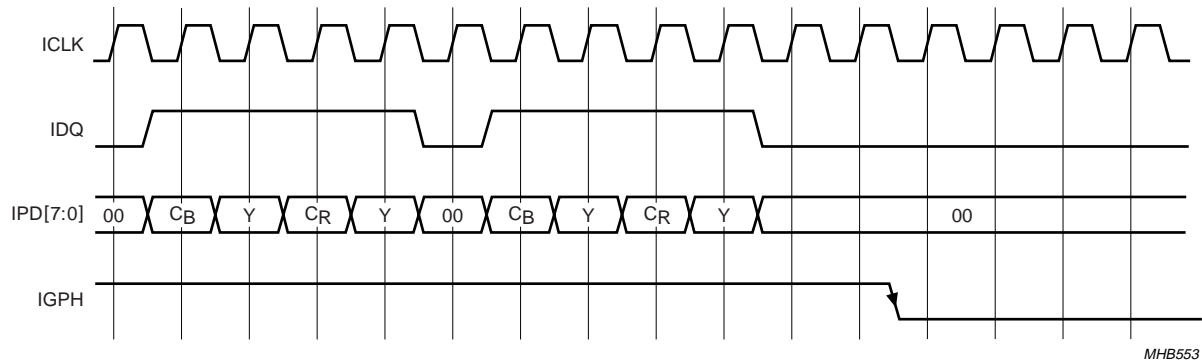 ICLK
IDQ
IPD[7:0] 00 CB Y CR Y 00 CB Y CR Y 00
IGPH
MHB553